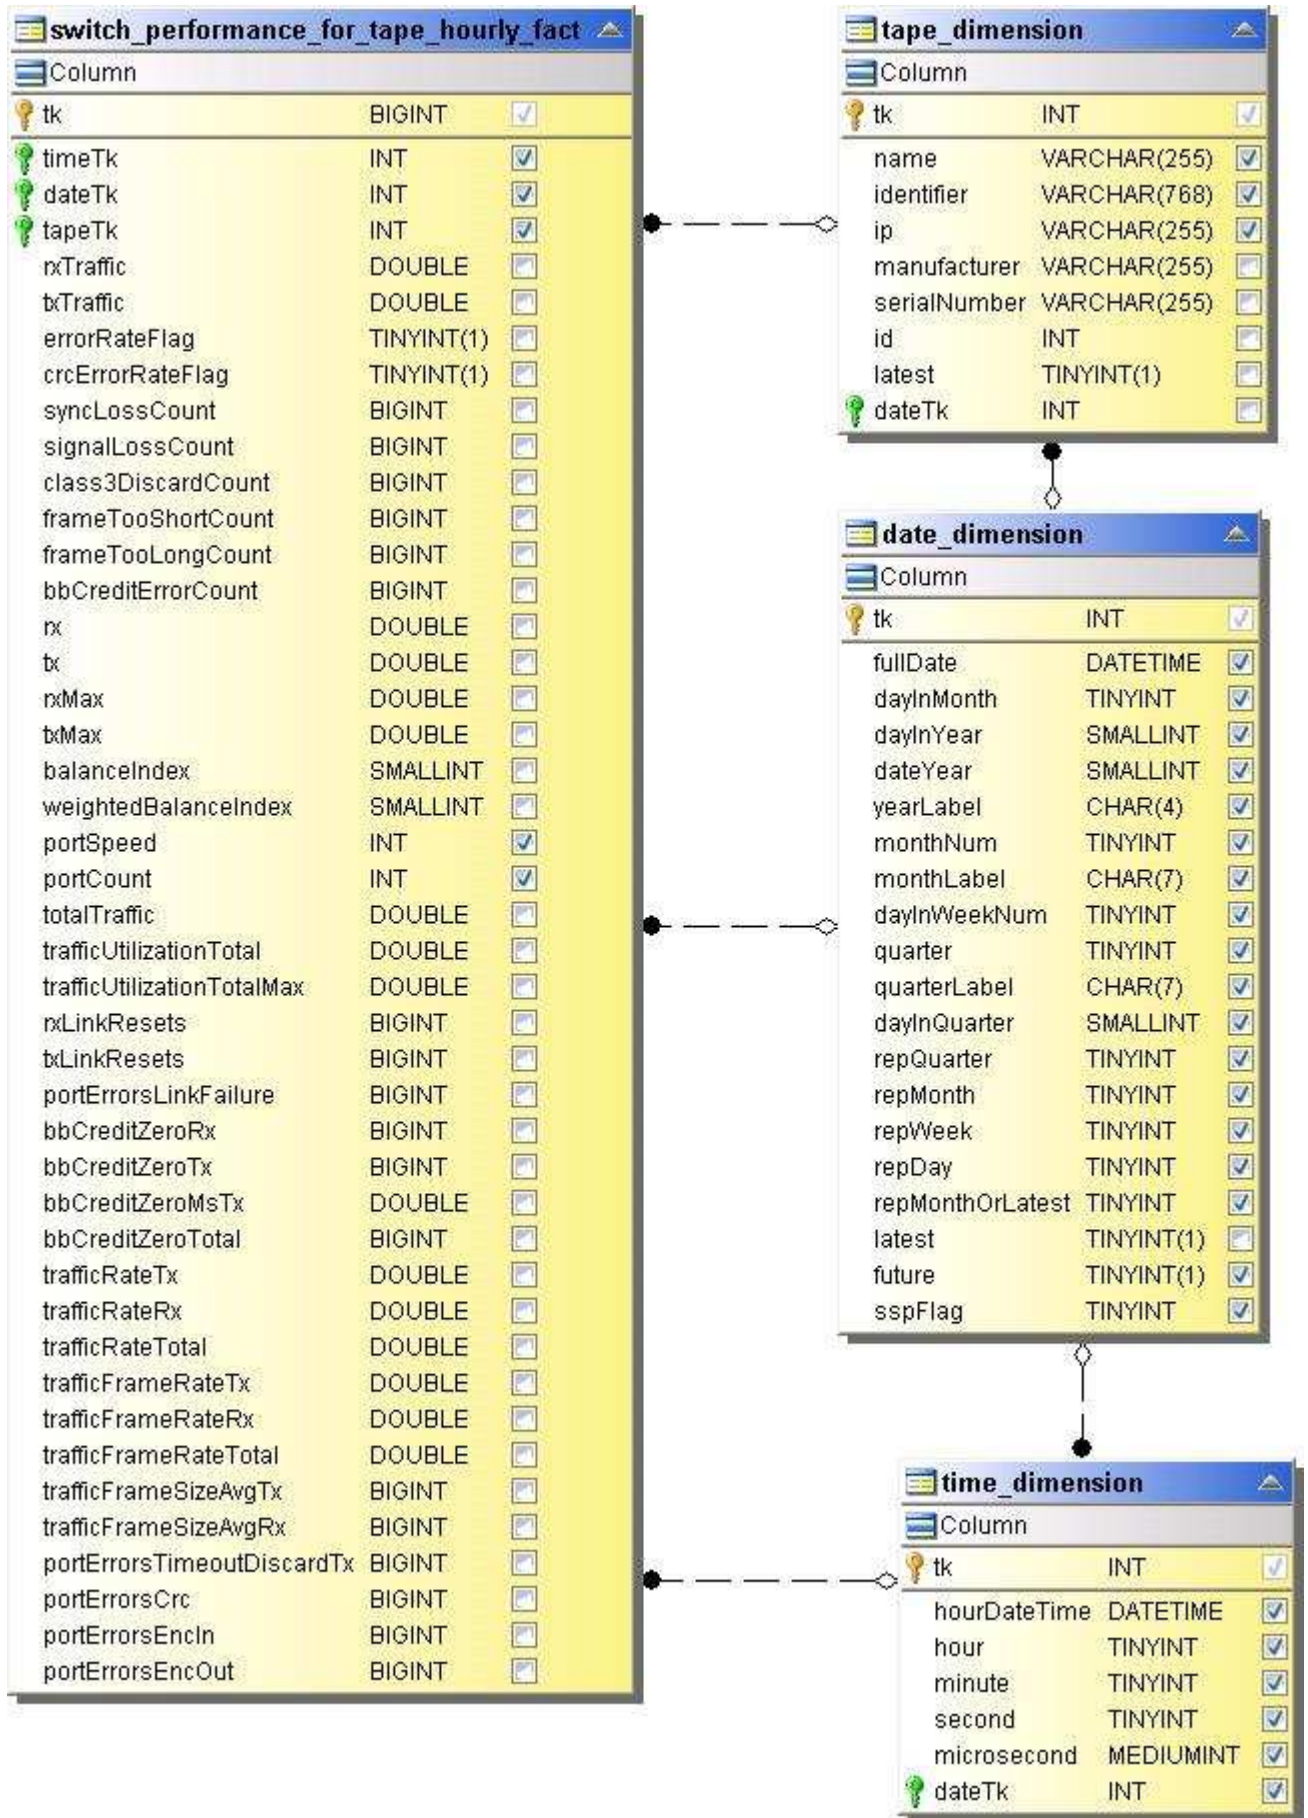 switch_performance_for_tape_hourly_fact
Column
tk BIGINT
timeTk INT
dateTk INT
tapeTk INT
rxTraffic DOUBLE
txTraffic DOUBLE
errorRateFlag TINYINT(1)
crcErrorRateFlag TINYINT(1)
syncLossCount BIGINT
signalLossCount BIGINT
class3DiscardCount BIGINT
frameTooShortCount BIGINT
frameTooLongCount BIGINT
bbCreditErrorCount BIGINT
rx DOUBLE
tx DOUBLE
rxMax DOUBLE
txMax DOUBLE
balanceIndex SMALLINT
weightedBalanceIndex SMALLINT
portSpeed INT
portCount INT
totalTraffic DOUBLE
trafficUtilizationTotal DOUBLE
trafficUtilizationTotalMax DOUBLE
rxLinkResets BIGINT
txLinkResets BIGINT
portErrorsLinkFailure BIGINT
bbCreditZeroRx BIGINT
bbCreditZeroTx BIGINT
bbCreditZeroMsTx DOUBLE
bbCreditZeroTotal BIGINT
trafficRateTx DOUBLE
trafficRateRx DOUBLE
trafficRateTotal DOUBLE
trafficFrameRateTx DOUBLE
trafficFrameRateRx DOUBLE
trafficFrameRateTotal DOUBLE
trafficFrameSizeAvgTx BIGINT
trafficFrameSizeAvgRx BIGINT
portErrorsTimeoutDiscardTx BIGINT
portErrorsCrc BIGINT
portErrorsEncIn BIGINT
portErrorsEncOut BIGINT
tape_dimension
Column
tk INT
name VARCHAR(255)
identifier VARCHAR(768)
ip VARCHAR(255)
manufacturer VARCHAR(255)
serialNumber VARCHAR(255)
id INT
latest TINYINT(1)
dateTk INT
date_dimension
Column
tk INT
fullDate DATETIME
dayInMonth TINYINT
dayInYear SMALLINT
dateYear SMALLINT
yearLabel CHAR(4)
monthNum TINYINT
monthLabel CHAR(7)
dayInWeekNum TINYINT
quarter TINYINT
quarterLabel CHAR(7)
dayInQuarter SMALLINT
repQuarter TINYINT
repMonth TINYINT
repWeek TINYINT
repDay TINYINT
repMonthOrLatest TINYINT
latest TINYINT(1)
future TINYINT(1)
sspFlag TINYINT
time_dimension
Column
tk INT
hourDateTime DATETIME
hour TINYINT
minute TINYINT
second TINYINT
microsecond MEDIUMINT
dateTk INT